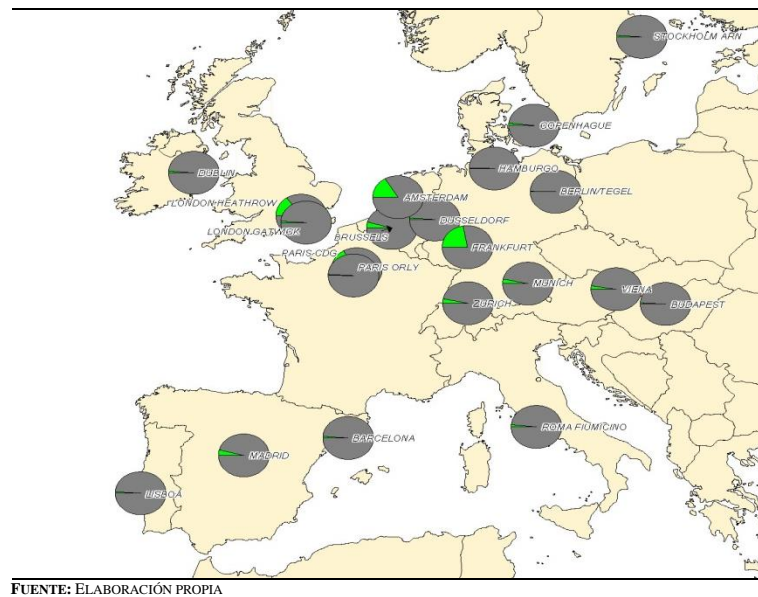 STOCKHOLM ARN
COPENHAGUE
DUBLIN
HAMBURGO
BERLIN/TEGEL
AMSTERDAM
LONDON HEATHROW
DUSSELDORF
LONDON GATWICK
BRUSSELS
FRANKFURT
PARIS CDG
PARIS ORLY
MUNICH
VIENA
ZURICH
BUDAPEST
ROMA FIUMICINO
BARCELONA
MADRID
LISBOA
FUENTE: ELABORACIÓN PROPIA